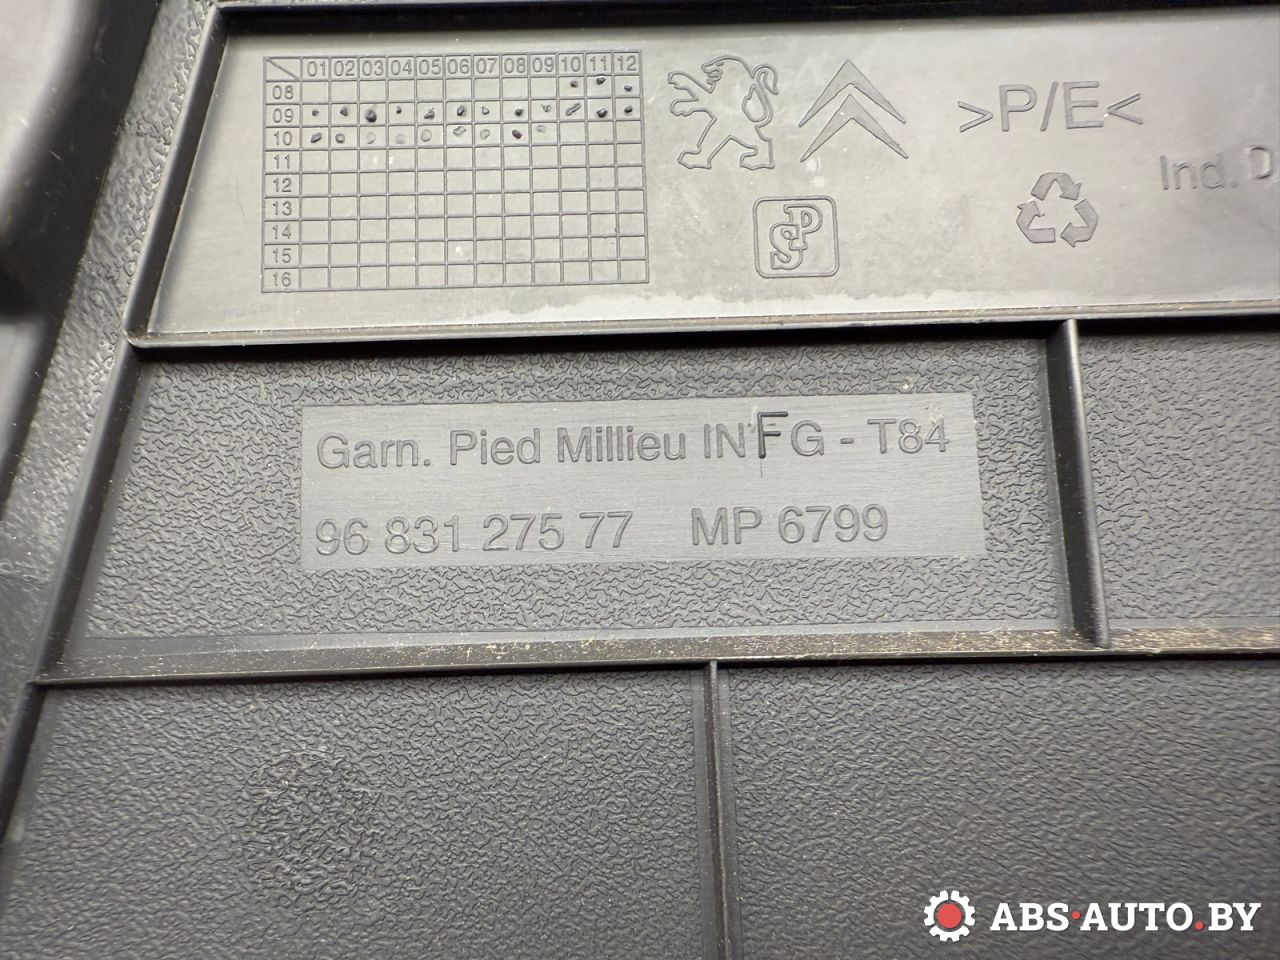 01 02 03 04 05 06 07 08 09 10 11 12
08
09
10
11
12
13
14
15
16
>P/E<
Ind. D
PSP
Garn. Pied Millieu INFG - T84
96 831 275 77 MP 6799
ABS·AUTO.BY